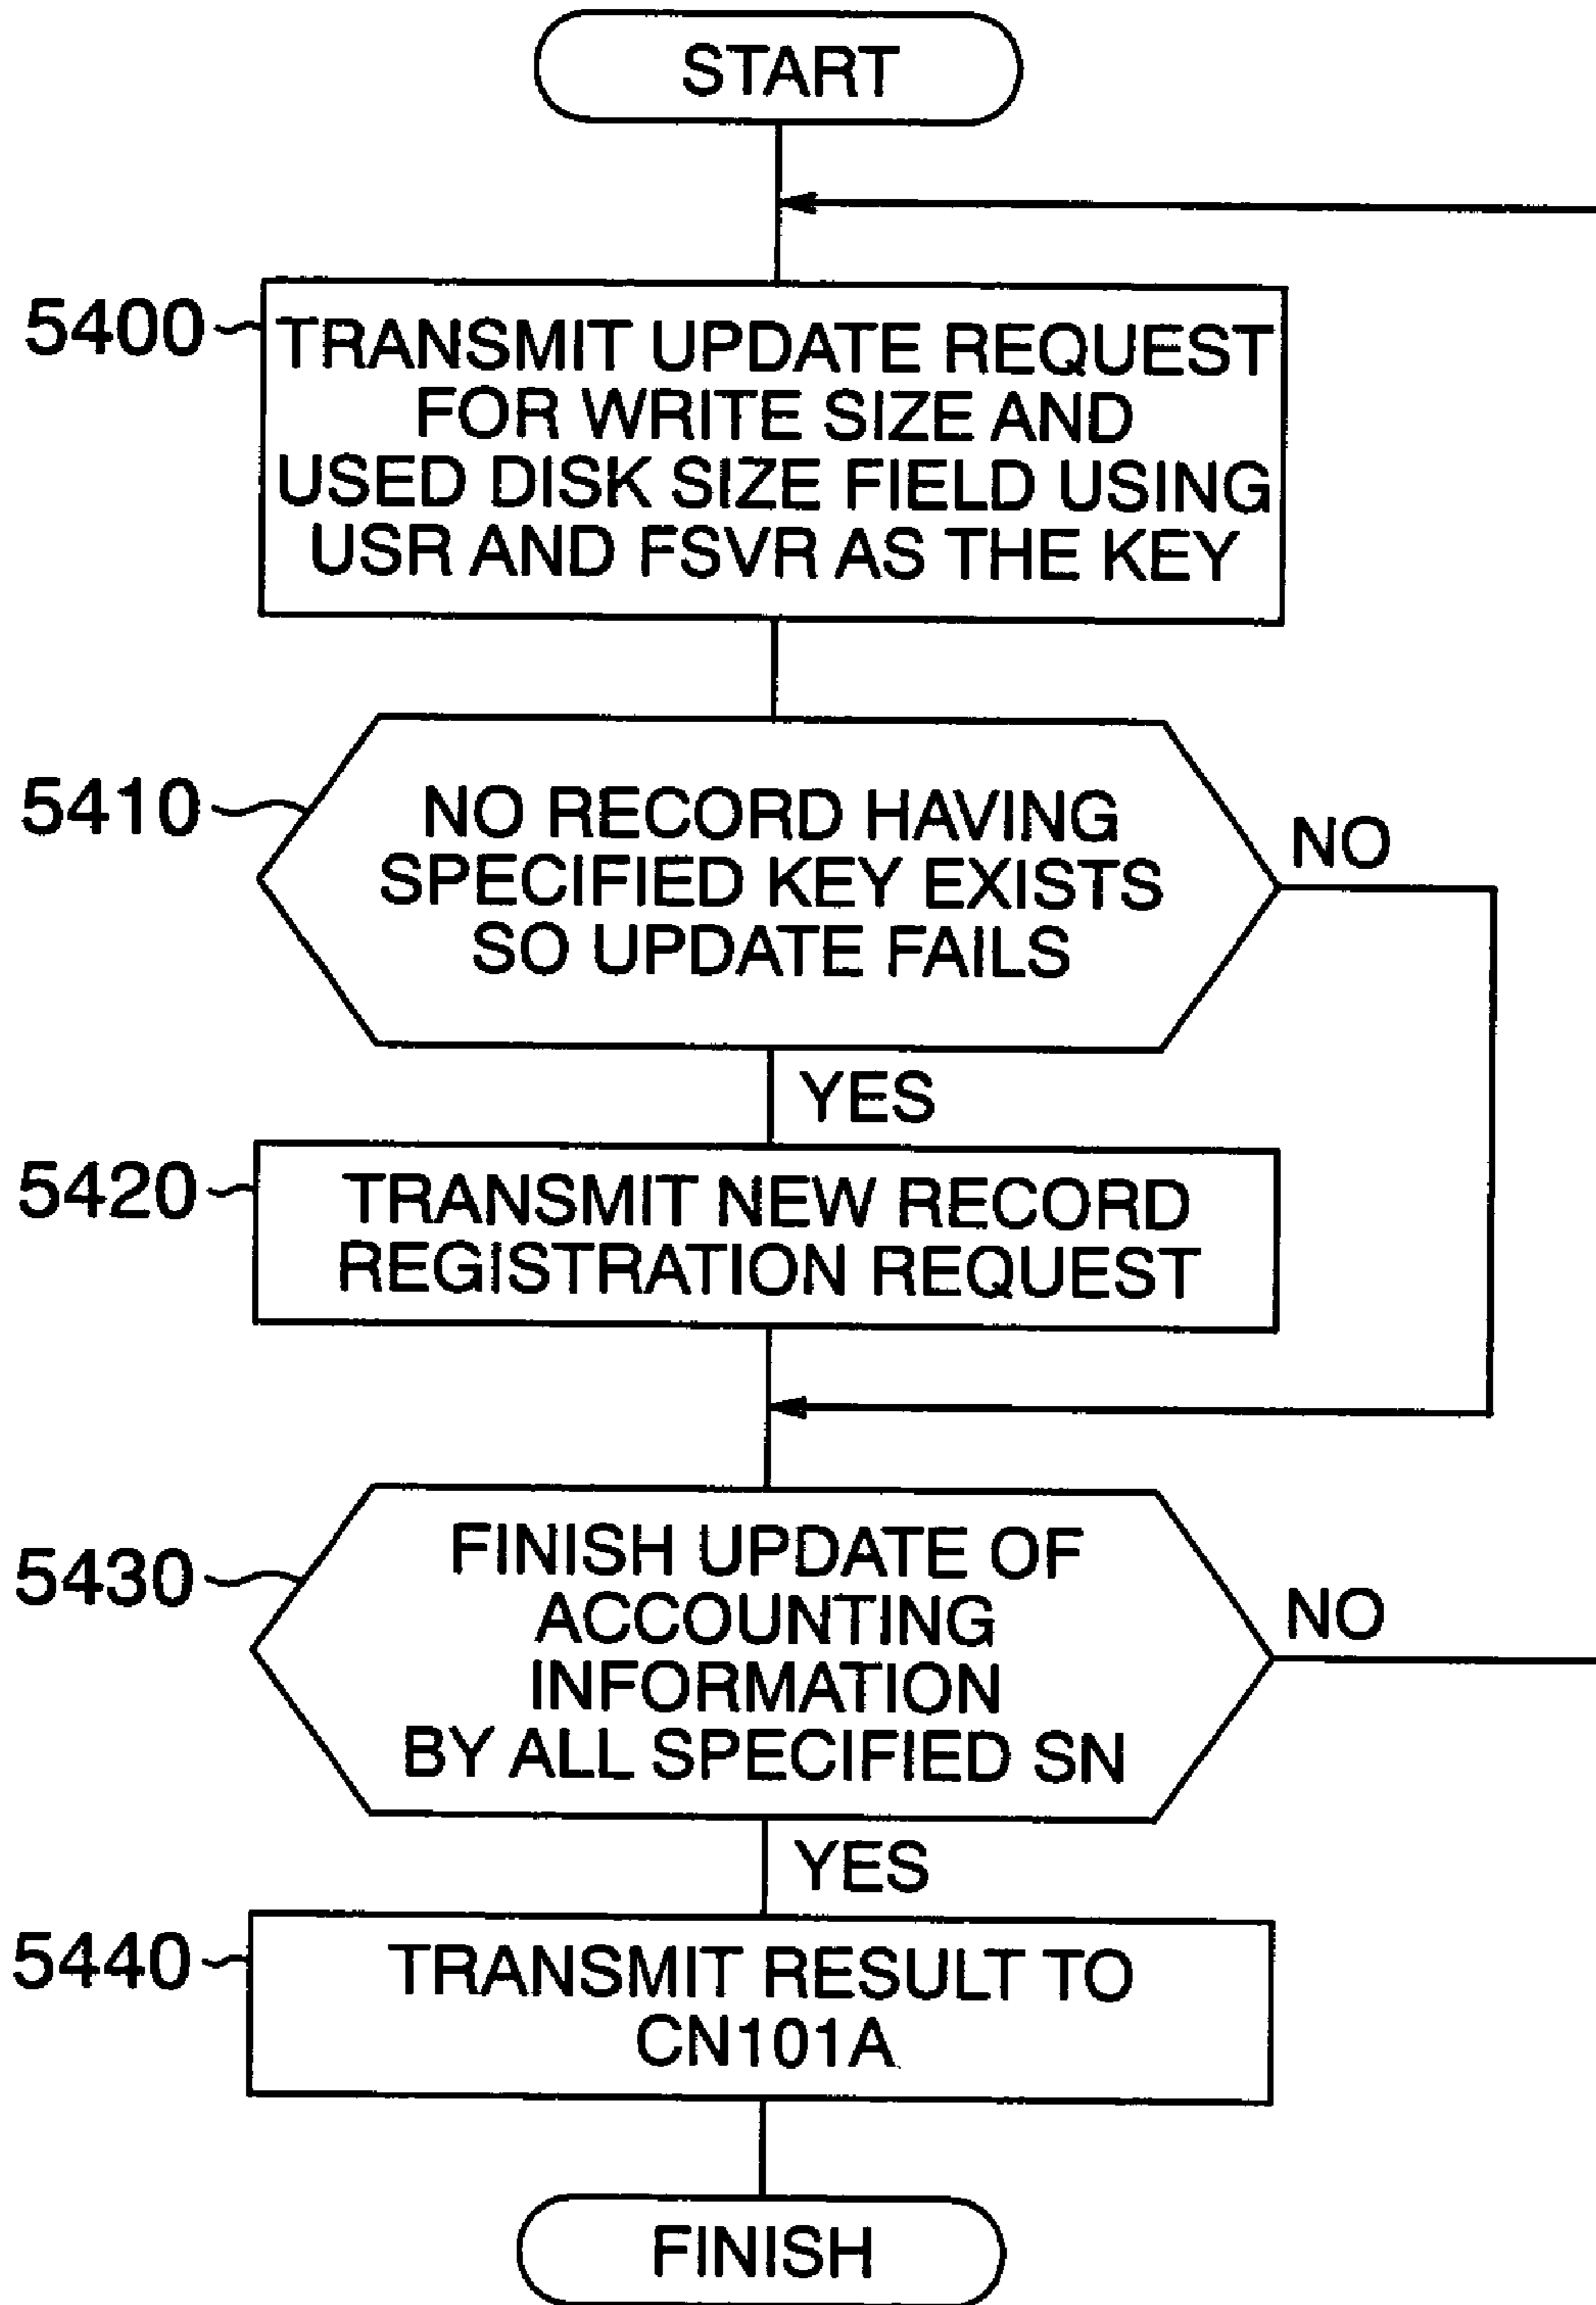 START
5400
TRANSMIT UPDATE REQUEST
FOR WRITE SIZE AND
USED DISK SIZE FIELD USING
USR AND FSVR AS THE KEY
5410
NO RECORD HAVING
SPECIFIED KEY EXISTS
SO UPDATE FAILS
NO
YES
5420
TRANSMIT NEW RECORD
REGISTRATION REQUEST
5430
FINISH UPDATE OF
ACCOUNTING
INFORMATION
BY ALL SPECIFIED SN
NO
YES
5440
TRANSMIT RESULT TO
CN101A
FINISH